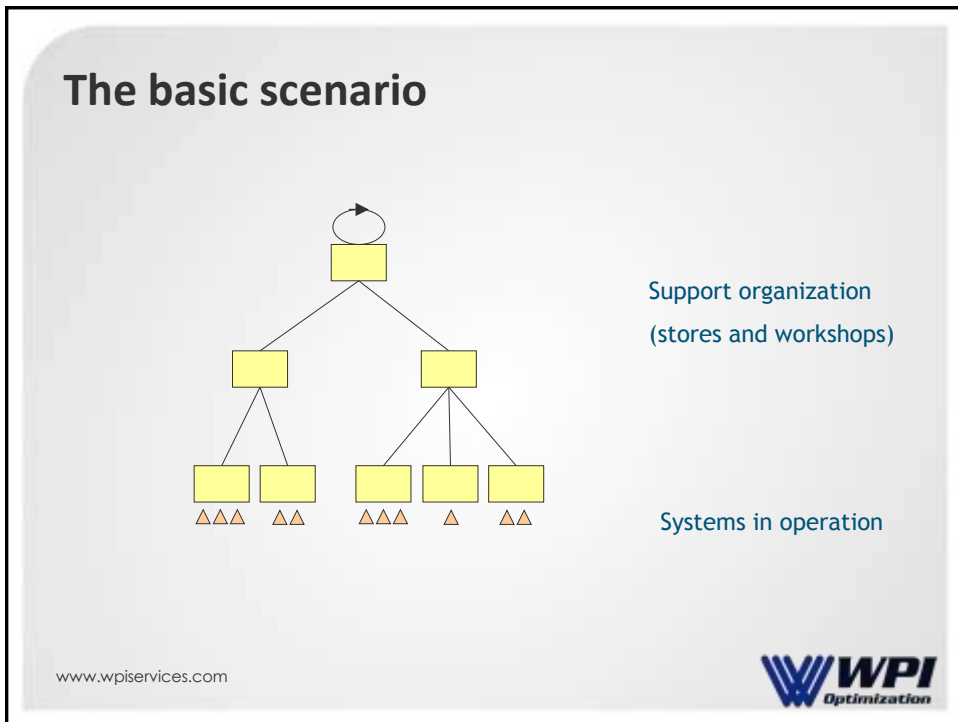 The basic scenario
Support organization
(stores and workshops)
Systems in operation
www.wpiservices.com
WPI
Optimization